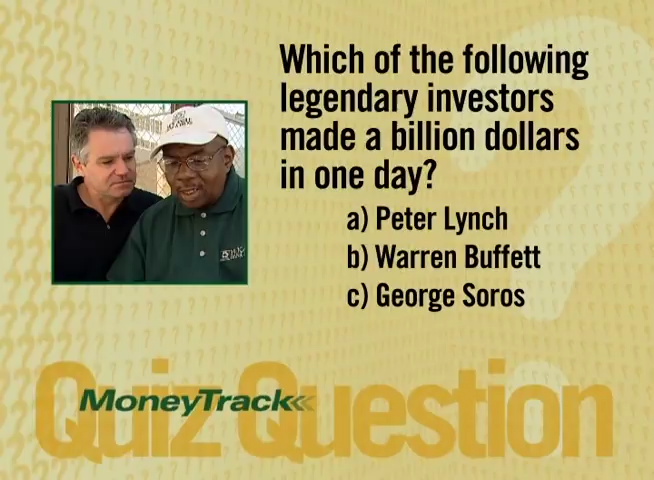 Which of the following
legendary investors
made a billion dollars
in one day?
a) Peter Lynch
b) Warren Buffett
c) George Soros
Quiz Question
MoneyTrack